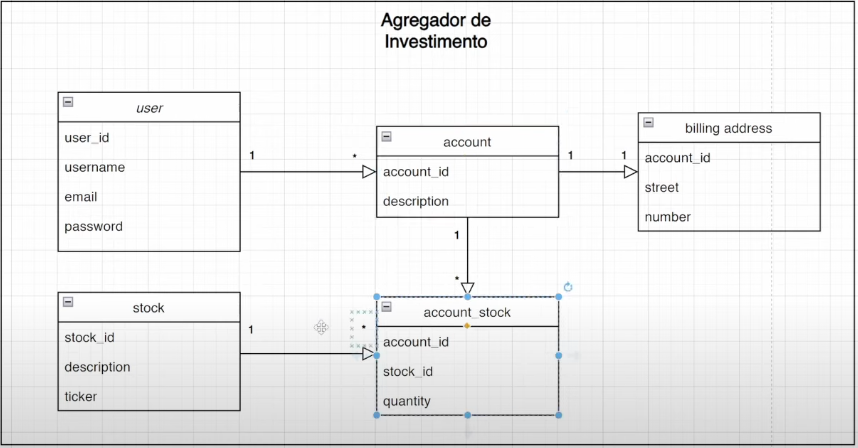 Agregador de
Investimento
user
user_id
username
email
password
1
*
account
account_id
description
1
1
billing address
account_id
street
number
1
*
stock
stock_id
description
ticker
1
*
account_stock
account_id
stock_id
quantity